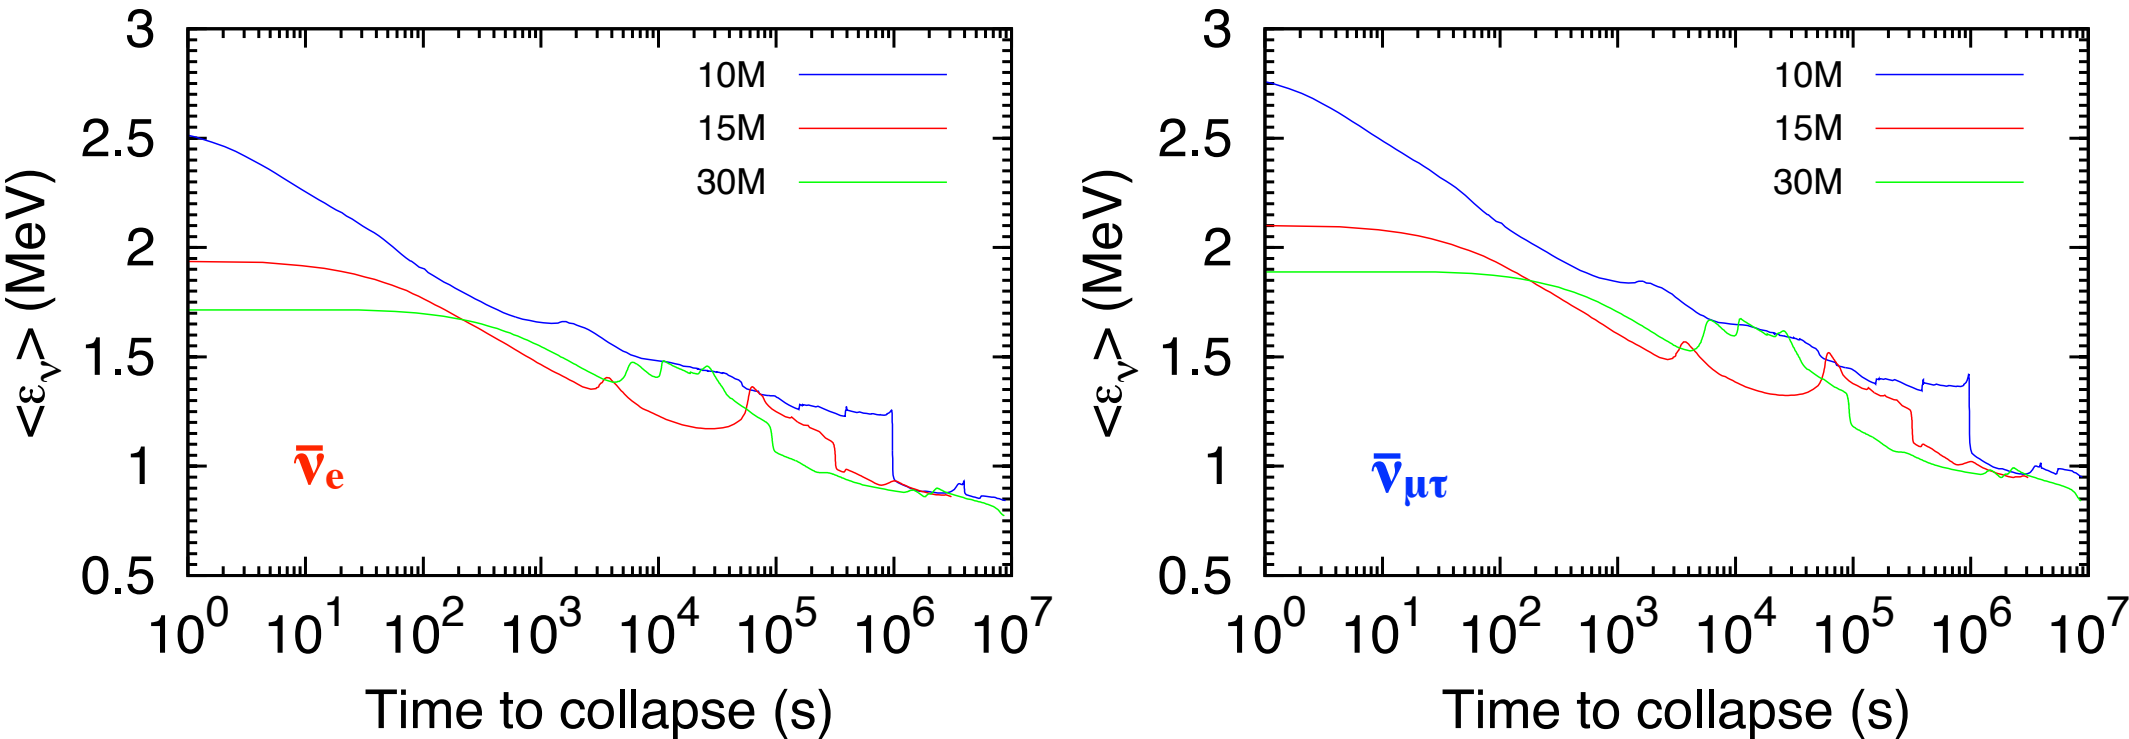 3
2.5
2
1.5
1
0.5
<ε_ν> (MeV)
10M
15M
30M
ν̄_e
10^0 10^1 10^2 10^3 10^4 10^5 10^6 10^7
Time to collapse (s)
3
2.5
2
1.5
1
0.5
<ε_ν> (MeV)
10M
15M
30M
ν̄_μτ
10^0 10^1 10^2 10^3 10^4 10^5 10^6 10^7
Time to collapse (s)